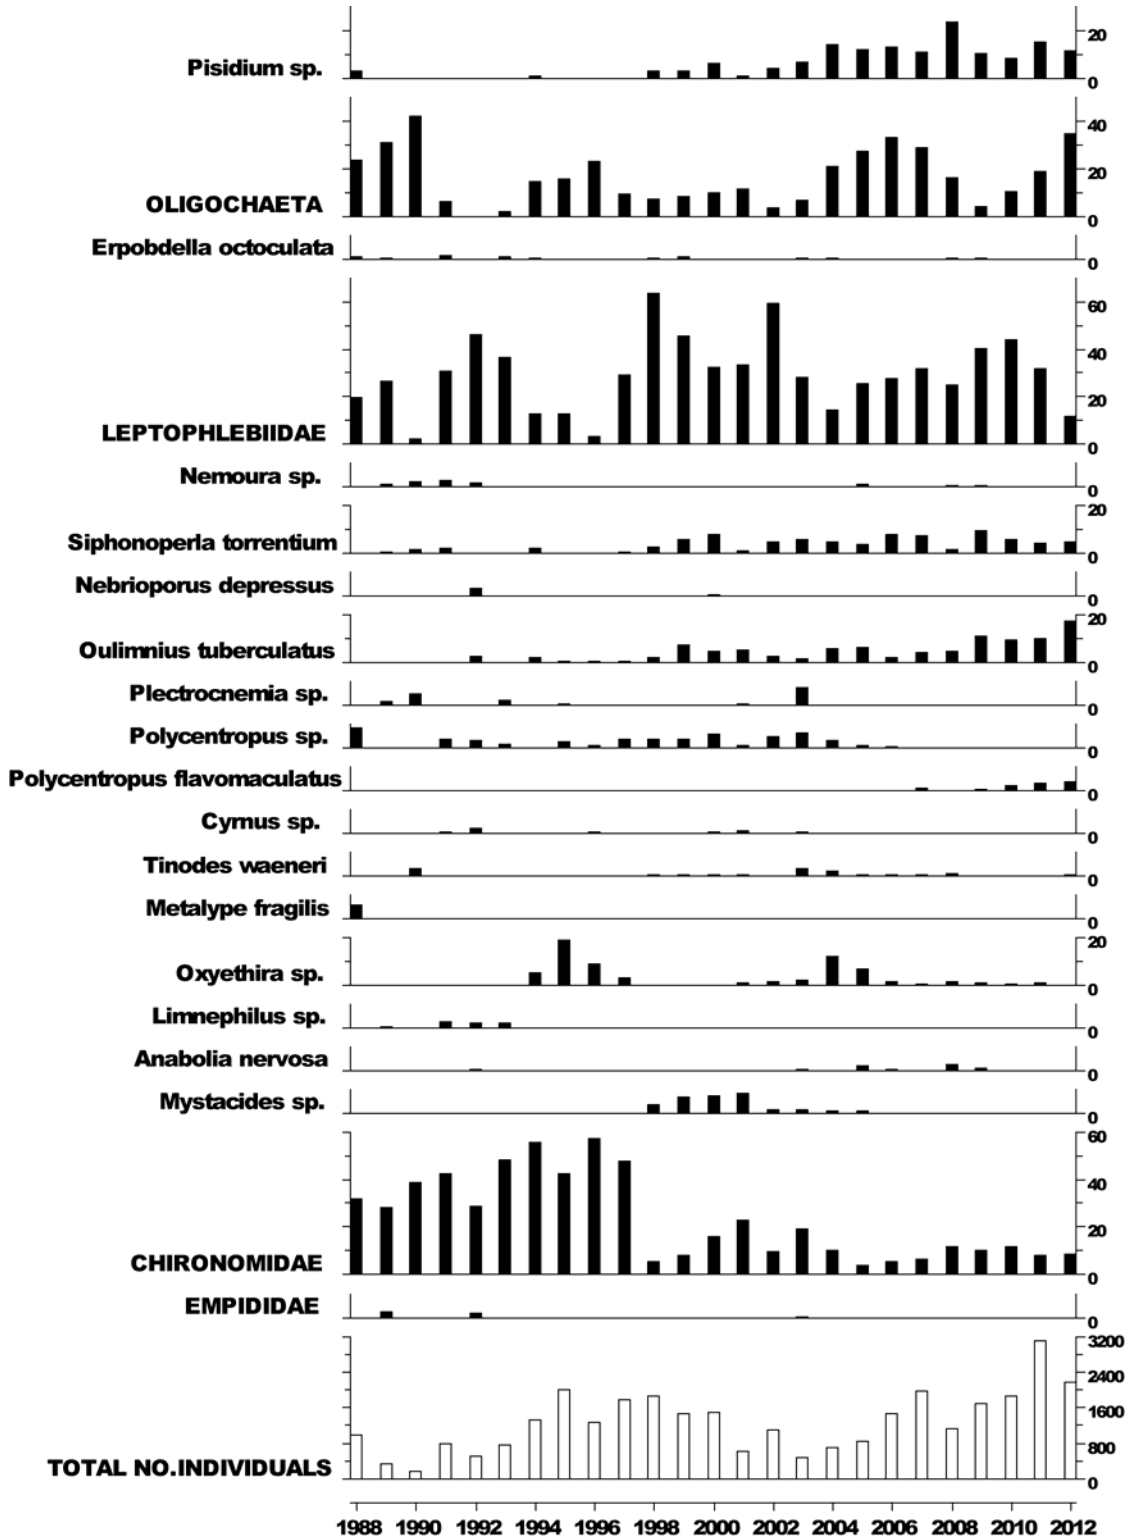 20
Pisidium sp.
0
40
20
OLIGOCHAETA
0
Erpobdella octoculata
0
60
40
20
LEPTOPHLEBIIDAE
0
Nemoura sp.
0
20
Siphonoperla torrentium
0
Nebrioporus depressus
0
20
Oulimnius tuberculatus
0
Plectrocnemia sp.
0
Polycentropus sp.
0
Polycentropus flavomaculatus
0
Cyrnus sp.
0
Tinodes waeneri
0
Metalype fragilis
0
20
Oxyethira sp.
0
Limnephilus sp.
0
Anabolia nervosa
0
Mystacides sp.
0
60
40
20
CHIRONOMIDAE
0
EMPIDIDAE
0
3200
2400
1600
800
TOTAL NO.INDIVIDUALS
0
1988 1990 1992 1994 1996 1998 2000 2002 2004 2006 2008 2010 2012